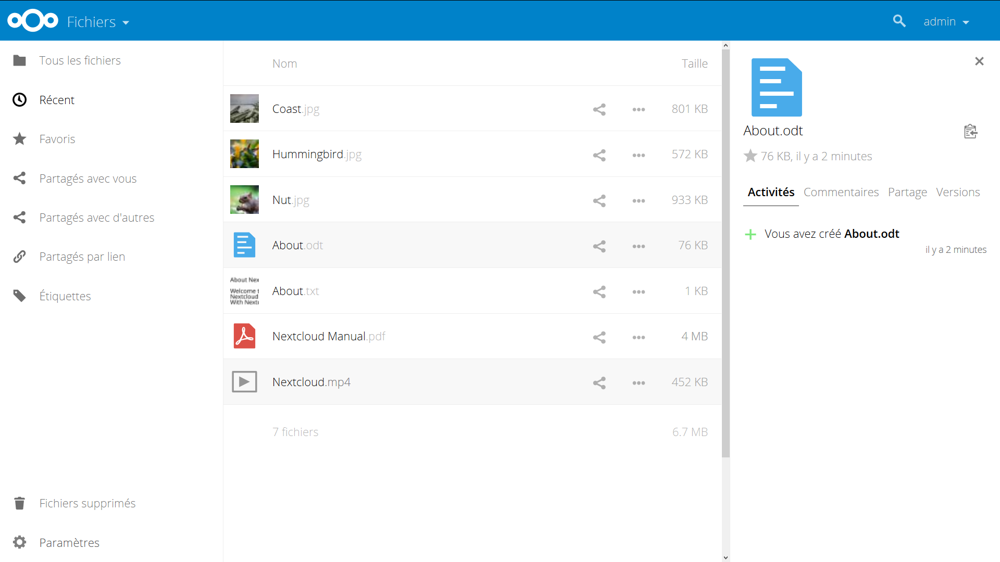 Fichiers
admin
Tous les fichiers
Récent
Favoris
Partagés avec vous
Partagés avec d'autres
Partagés par lien
Étiquettes
Fichiers supprimés
Paramètres
Nom Taille
Coast.jpg 801 KB
Hummingbird.jpg 572 KB
Nut.jpg 933 KB
About.odt 76 KB
About Nex
Welcome t
Nextcloud
With Nextc
About.txt 1 KB
Nextcloud Manual.pdf 4 MB
Nextcloud.mp4 452 KB
7 fichiers 6.7 MB
About.odt
76 KB, il y a 2 minutes
Activités Commentaires Partage Versions
Vous avez créé About.odt
il y a 2 minutes